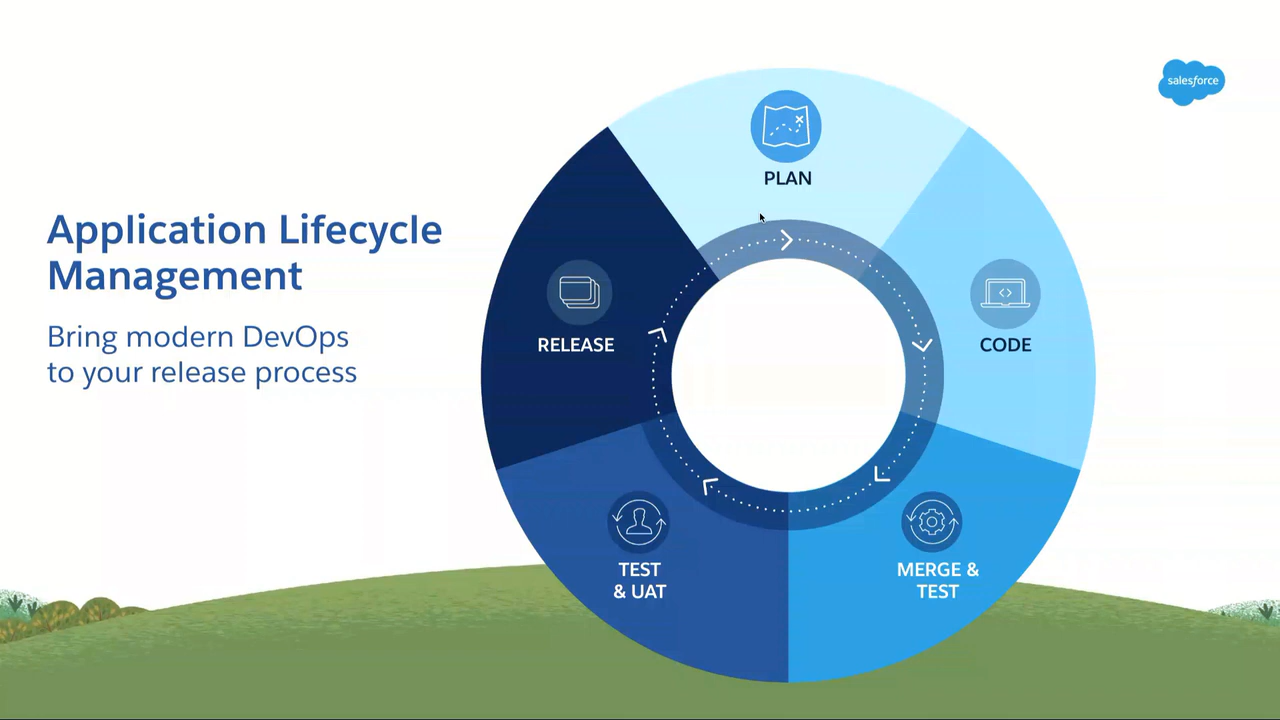 salesforce
Application Lifecycle
Management
Bring modern DevOps
to your release process
PLAN
CODE
MERGE &
TEST
TEST
& UAT
RELEASE